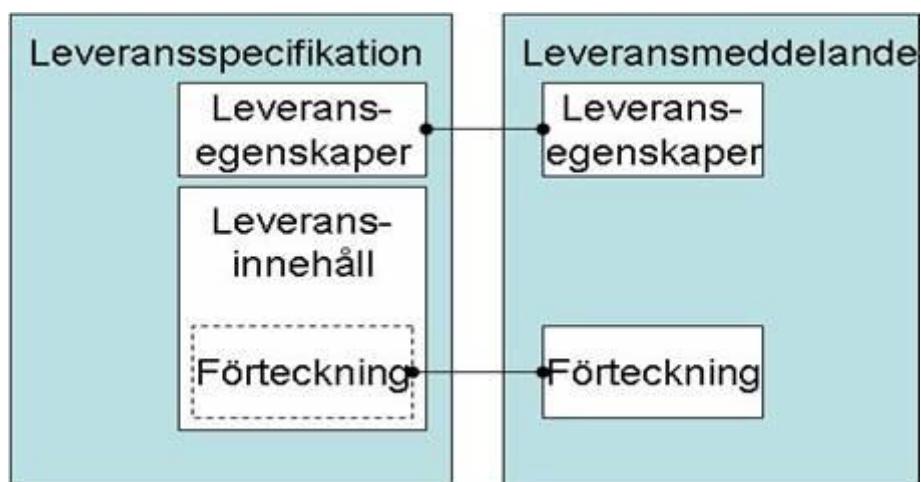 Leveransspecifikation
Leverans-
egenskaper
Leverans-
innehåll
Förteckning
Leveransmeddelande
Leverans-
egenskaper
Förteckning